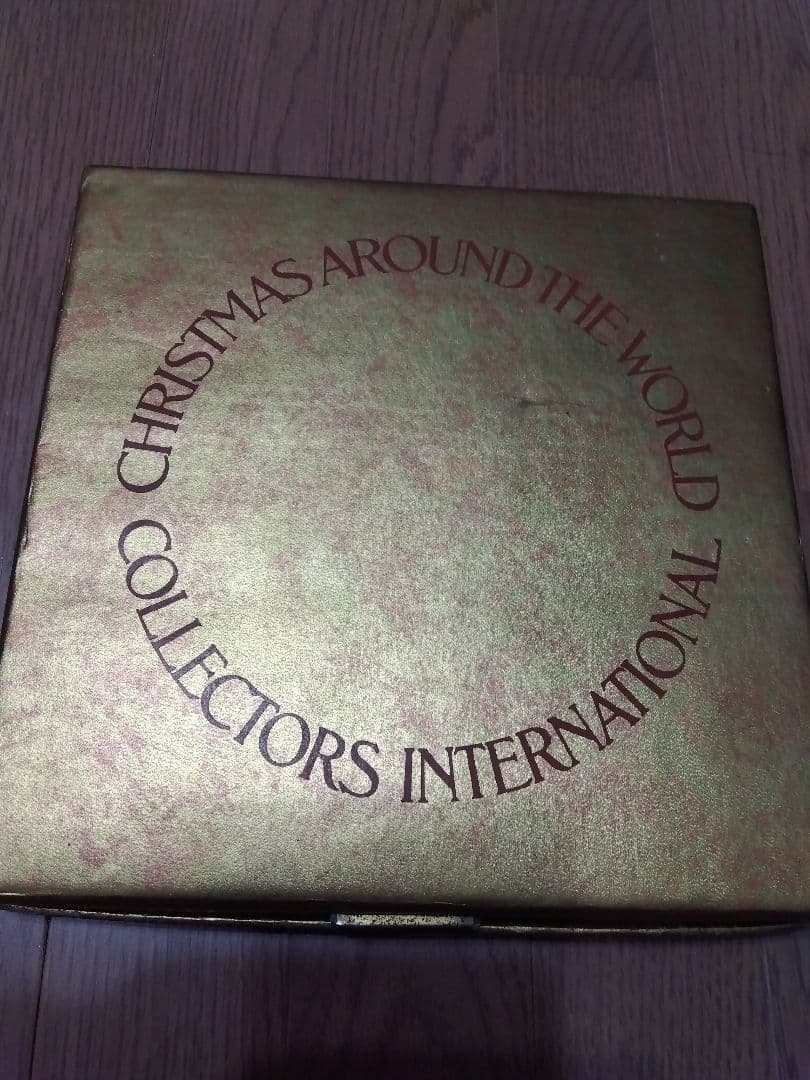 CHRISTMAS AROUND THE WORLD
COLLECTORS INTERNATIONAL